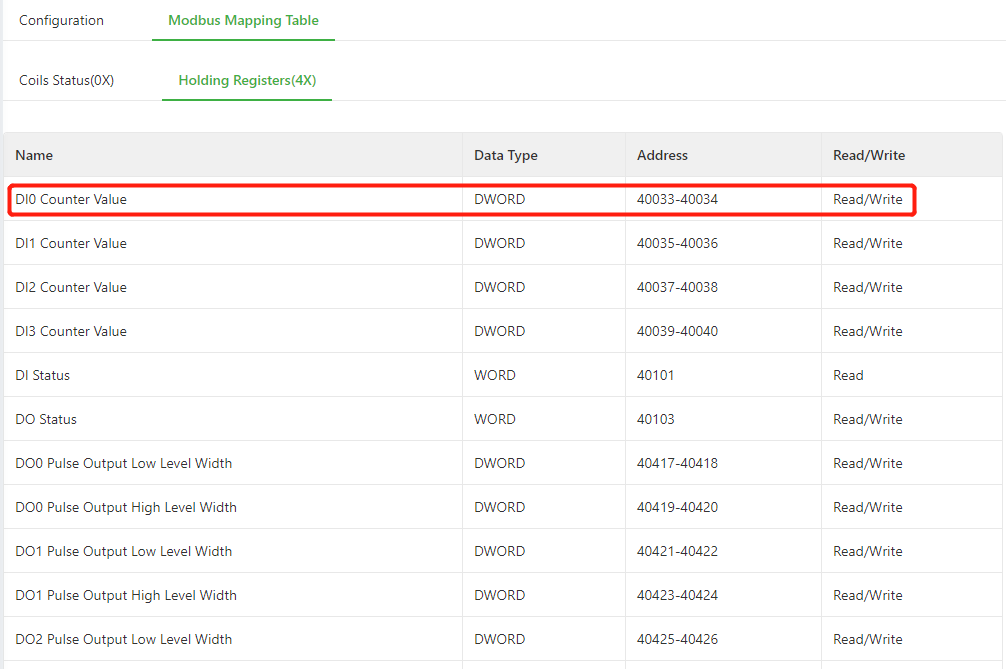 Configuration Modbus Mapping Table
Coils Status(0X) Holding Registers(4X)
Name Data Type Address Read/Write
DI0 Counter Value DWORD 40033-40034 Read/Write
DI1 Counter Value DWORD 40035-40036 Read/Write
DI2 Counter Value DWORD 40037-40038 Read/Write
DI3 Counter Value DWORD 40039-40040 Read/Write
DI Status WORD 40101 Read
DO Status WORD 40103 Read/Write
DO0 Pulse Output Low Level Width DWORD 40417-40418 Read/Write
DO0 Pulse Output High Level Width DWORD 40419-40420 Read/Write
DO1 Pulse Output Low Level Width DWORD 40421-40422 Read/Write
DO1 Pulse Output High Level Width DWORD 40423-40424 Read/Write
DO2 Pulse Output Low Level Width DWORD 40425-40426 Read/Write